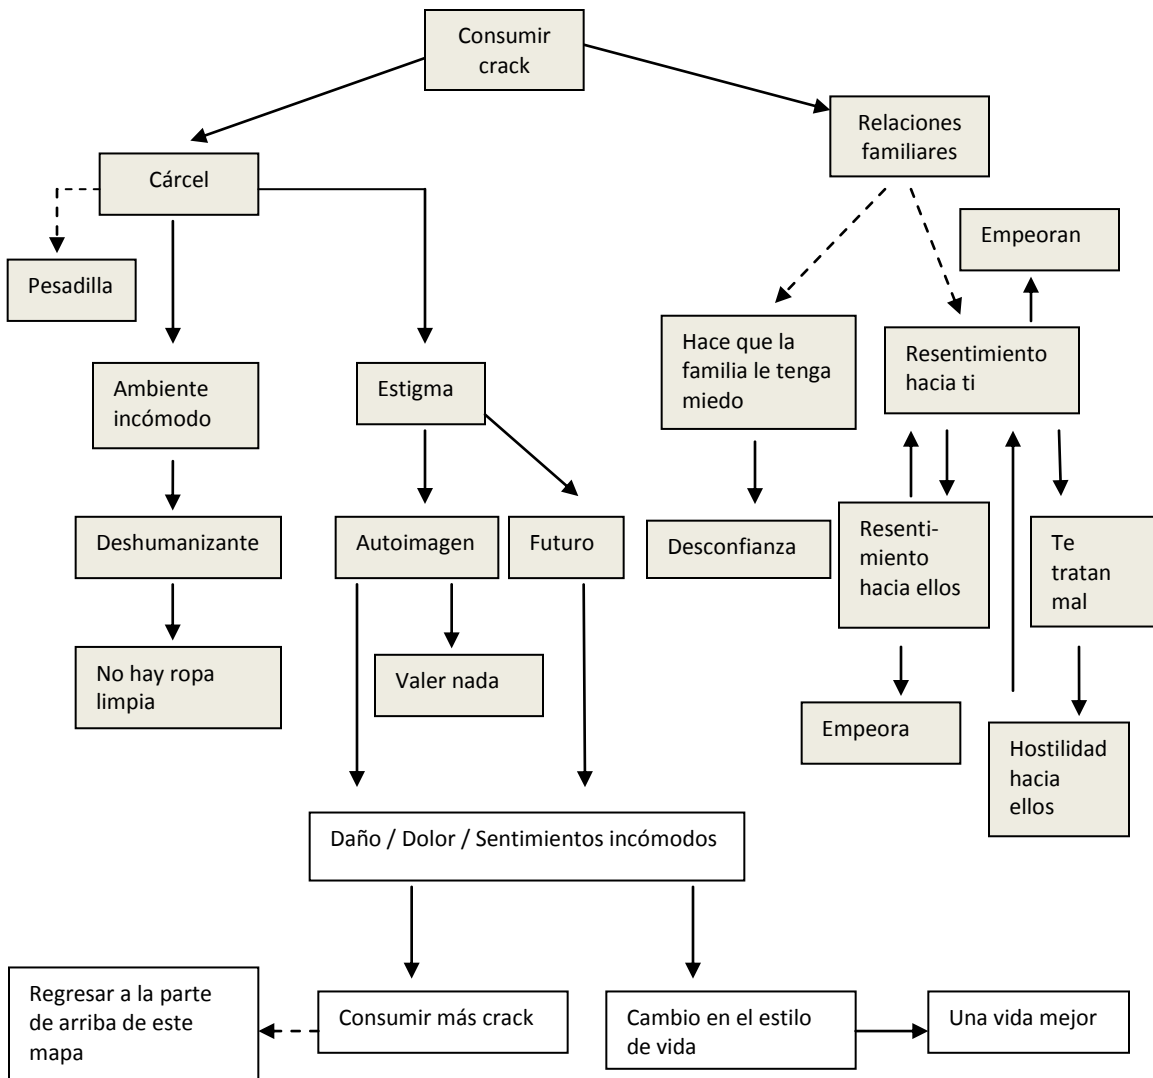 Consumir
crack
Relaciones
familiares
Cárcel
Empeoran
Pesadilla
Hace que la
familia le tenga
miedo
Resentimiento
hacia ti
Ambiente
incómodo
Estigma
Deshumanizante
Autoimagen
Futuro
Desconfianza
Resenti-
miento
hacia ellos
Te
tratan
mal
No hay ropa
limpia
Valer nada
Empeora
Hostilidad
hacia
ellos
Daño / Dolor / Sentimientos incómodos
Regresar a la parte
de arriba de este
mapa
Consumir más crack
Cambio en el estilo
de vida
Una vida mejor